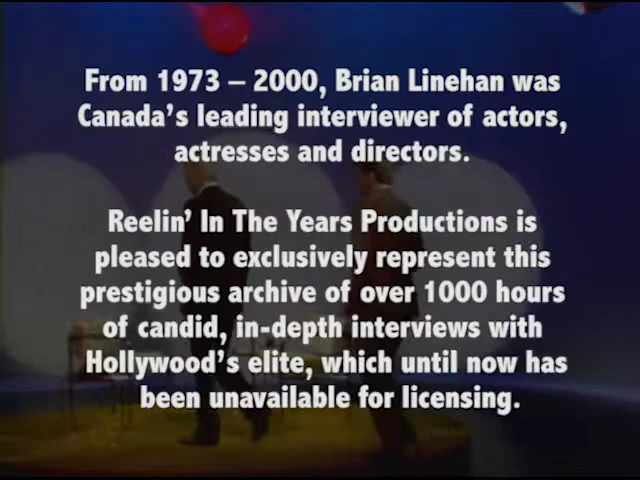 From 1973 – 2000, Brian Linehan was
Canada's leading interviewer of actors,
actresses and directors.
Reelin' In The Years Productions is
pleased to exclusively represent this
prestigious archive of over 1000 hours
of candid, in-depth interviews with
Hollywood's elite, which until now has
been unavailable for licensing.